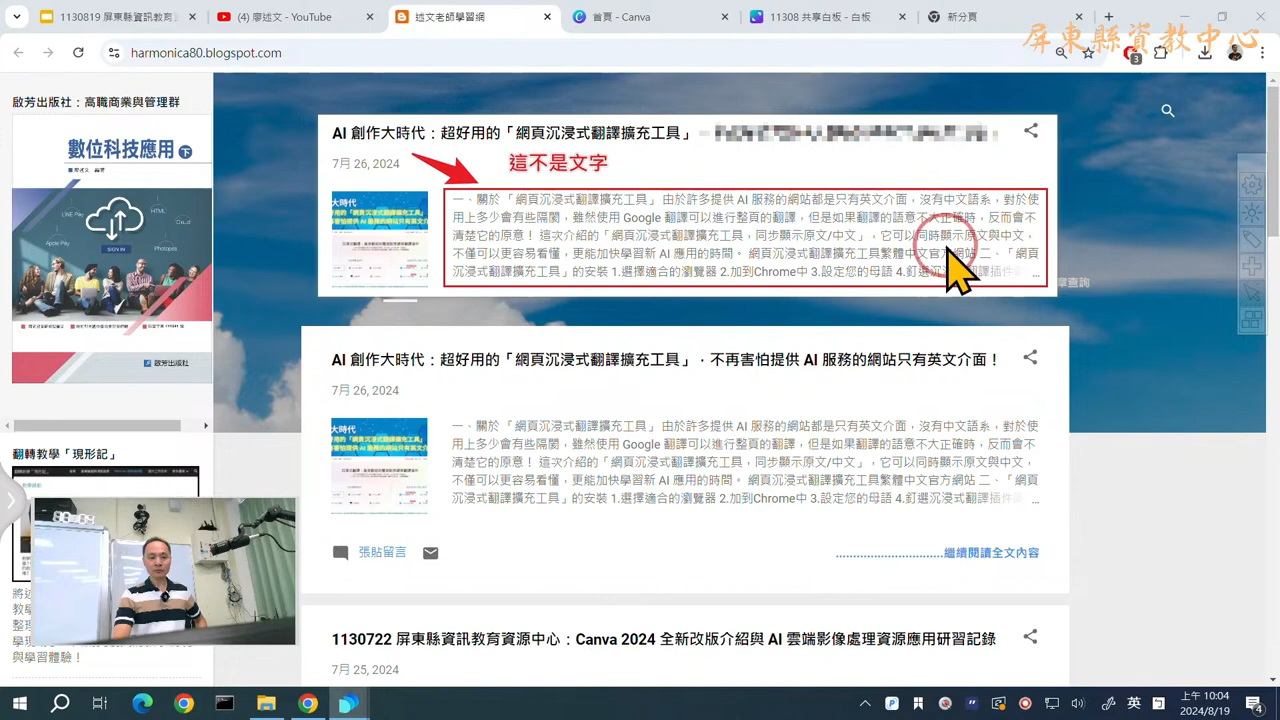 1130819 屏東縣資訊教育
(4) 廖述文 - YouTube
述文老師學習網
首頁 - Canva
11308 共享白板 - 白板
新分頁
屏東縣資教中心
harmonica80.blogspot.com
3
啟芳出版社：高職商業與管理群
數位科技應用 下
LINE Pay
HTML
Apple Pay
SIGN IN
Photopea
啟芳出版社
翻轉教學「現形記」
與學習體驗！
AI 創作大時代：超好用的「網頁沉浸式翻譯擴充工具」
7月 26, 2024
這不是文字
一、關於 「網頁沉浸式翻譯擴充工具」 由於許多提供 AI 服務的網站都是只有英文介面，沒有中文語系，對於使
用上多少會有些隔閡，雖然使用 Google 翻譯可以進行整頁的翻譯，但是如果翻譯的語意不大正確時，反而會不
清楚它的原意！ 這次介紹的「網頁沉浸式翻譯擴充工具，同步顯示原文/中文」，它可以同時顯示原文與中文，
不僅可以更容易看懂，更能加快學習新 AI 應用的時間。 網頁沉浸式翻譯擴充工具繁體中文官方網站 二、「網頁
沉浸式翻譯擴充工具」的安裝 1.選擇適合的瀏覽器 2.加到Chrome中 3.設定您的母語 4.釘選沉浸式翻譯插件 ...
庫查詢
AI 創作大時代：超好用的「網頁沉浸式翻譯擴充工具」，不再害怕提供 AI 服務的網站只有英文介面！
7月 26, 2024
一、關於 「網頁沉浸式翻譯擴充工具」 由於許多提供 AI 服務的網站都是只有英文介面，沒有中文語系，對於使
用上多少會有些隔閡，雖然使用 Google 翻譯可以進行整頁的翻譯，但是如果翻譯的語意不大正確時，反而會不
清楚它的原意！ 這次介紹的「網頁沉浸式翻譯擴充工具，同步顯示原文/中文」，它可以同時顯示原文與中文，
不僅可以更容易看懂，更能加快學習新 AI 應用的時間。 網頁沉浸式翻譯擴充工具繁體中文官方網站 二、「網頁
沉浸式翻譯擴充工具」的安裝 1.選擇適合的瀏覽器 2.加到Chrome中 3.設定您的母語 4.釘選沉浸式翻譯插件 ...
張貼留言
..............................繼續閱讀全文內容
1130722 屏東縣資訊教育資源中心：Canva 2024 全新改版介紹與 AI 雲端影像處理資源應用研習記錄
7月 25, 2024
英
上午 10:04
2024/8/19
4